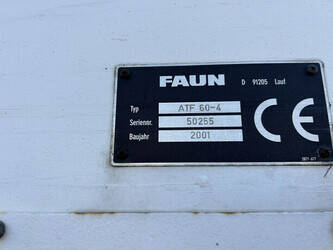 FAUN D 91205 Lauf
Typ ATF 60-4
Seriennr. 50255
Baujahr 2001
CE